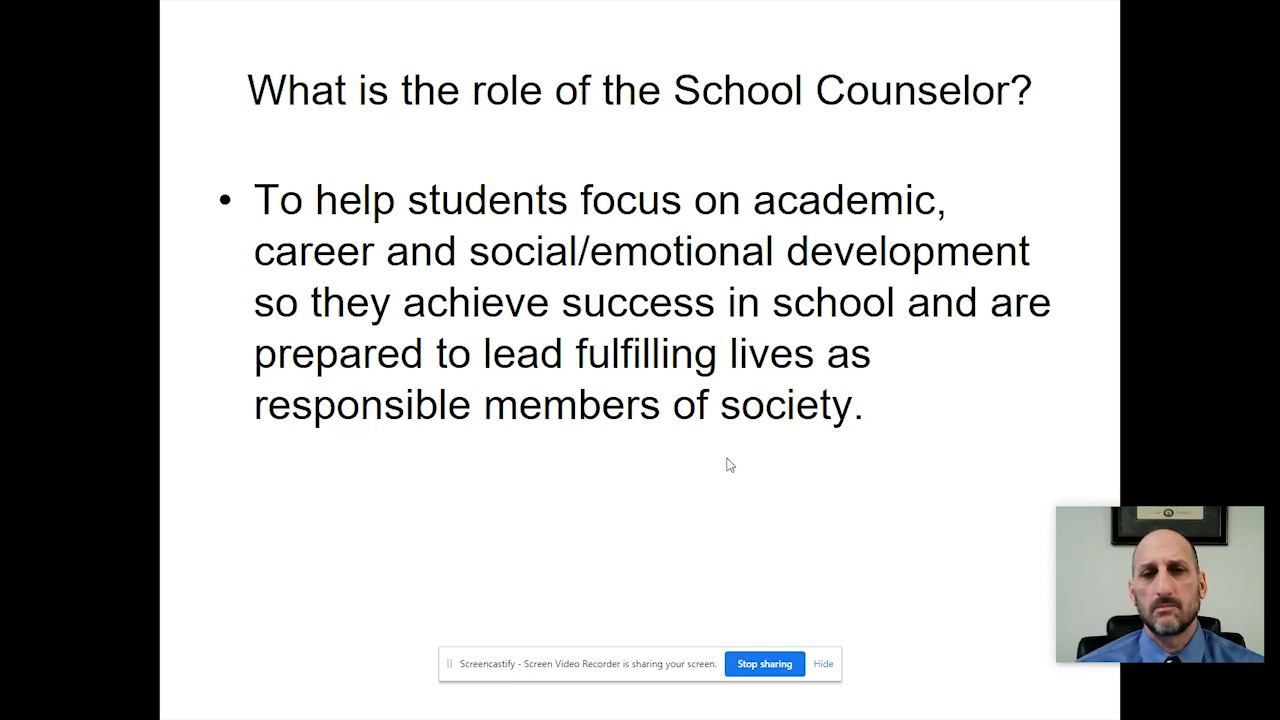 What is the role of the School Counselor?
• To help students focus on academic,
career and social/emotional development
so they achieve success in school and are
prepared to lead fulfilling lives as
responsible members of society.
Screencastify - Screen Video Recorder is sharing your screen. Stop sharing Hide